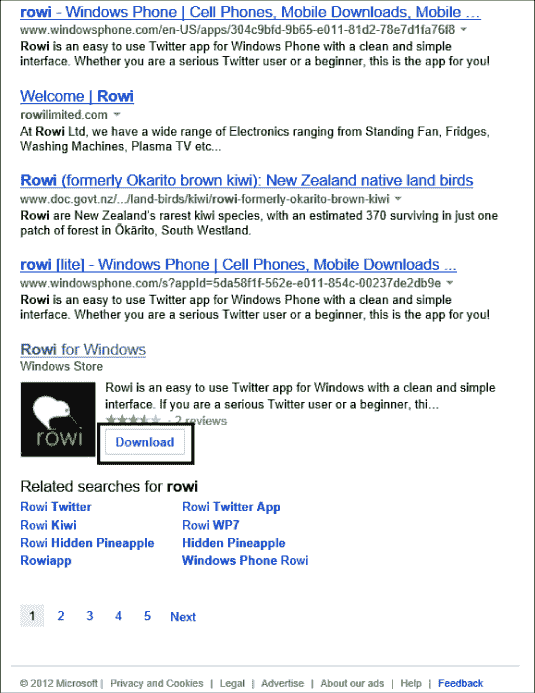 rowi - Windows Phone | Cell Phones, Mobile Downloads, Mobile ...
www.windowsphone.com/en-US/apps/304c9bfd-9b65-e011-81d2-78e7d1fa76f8
Rowi is an easy to use Twitter app for Windows Phone with a clean and simple
interface. Whether you are a serious Twitter user or a beginner, this is the app for you!
Welcome | Rowi
rowilimited.com
At Rowi Ltd, we have a wide range of Electronics ranging from Standing Fan, Fridges,
Washing Machines, Plasma TV etc...
Rowi (formerly Okarito brown kiwi): New Zealand native land birds
www.doc.govt.nz/.../land-birds/kiwi/rowi-formerly-okarito-brown-kiwi
Rowi are New Zealand's rarest kiwi species, with an estimated 370 surviving in just one
patch of forest in Ōkārito, South Westland.
rowi [lite] - Windows Phone | Cell Phones, Mobile Downloads ...
www.windowsphone.com/s?appId=5da58f1f-562e-e011-854c-00237de2db9e
Rowi is an easy to use Twitter app for Windows Phone with a clean and simple
interface. Whether you are a serious Twitter user or a beginner, this is the app for you!
Rowi for Windows
Windows Store
Rowi is an easy to use Twitter app for Windows with a clean and simple
interface. If you are a serious Twitter user or a beginner, thi...
· 2 reviews
rowi
Download
Related searches for rowi
Rowi Twitter
Rowi Twitter App
Rowi Kiwi
Rowi WP7
Rowi Hidden Pineapple
Hidden Pineapple
Rowiapp
Windows Phone Rowi
1 2 3 4 5 Next
© 2012 Microsoft | Privacy and Cookies | Legal | Advertise | About our ads | Help | Feedback